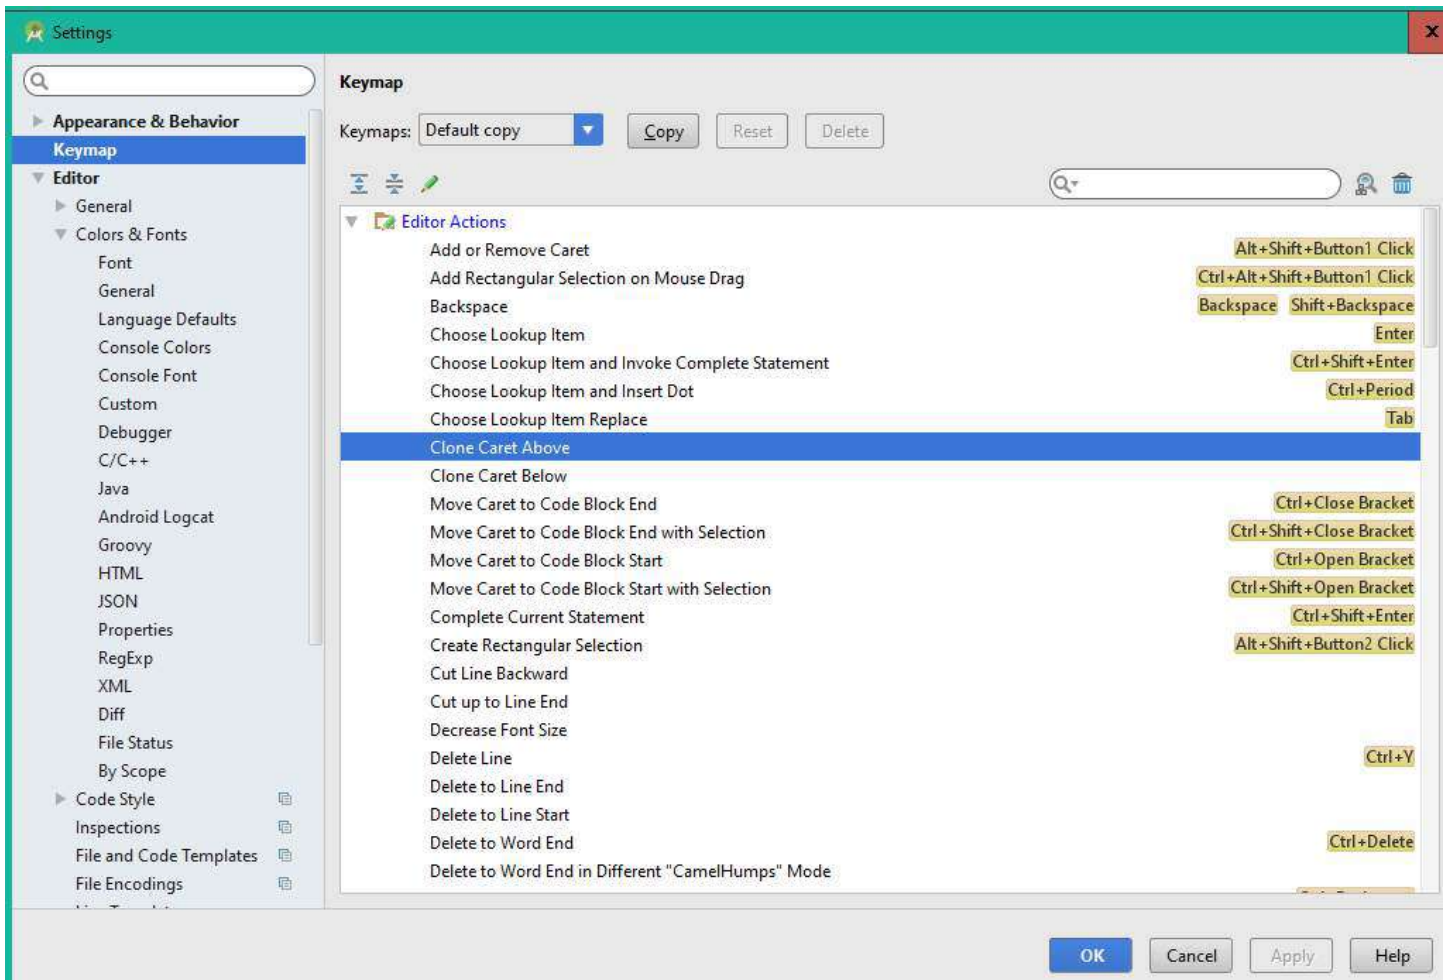 Settings
X
Appearance & Behavior
Keymap
Editor
General
Colors & Fonts
Font
General
Language Defaults
Console Colors
Console Font
Custom
Debugger
C/C++
Java
Android Logcat
Groovy
HTML
JSON
Properties
RegExp
XML
Diff
File Status
By Scope
Code Style
Inspections
File and Code Templates
File Encodings
Keymap
Keymaps: Default copy Copy Reset Delete
Editor Actions
Add or Remove Caret Alt+Shift+Button1 Click
Add Rectangular Selection on Mouse Drag Ctrl+Alt+Shift+Button1 Click
Backspace Backspace Shift+Backspace
Choose Lookup Item Enter
Choose Lookup Item and Invoke Complete Statement Ctrl+Shift+Enter
Choose Lookup Item and Insert Dot Ctrl+Period
Choose Lookup Item Replace Tab
Clone Caret Above
Clone Caret Below
Move Caret to Code Block End Ctrl+Close Bracket
Move Caret to Code Block End with Selection Ctrl+Shift+Close Bracket
Move Caret to Code Block Start Ctrl+Open Bracket
Move Caret to Code Block Start with Selection Ctrl+Shift+Open Bracket
Complete Current Statement Ctrl+Shift+Enter
Create Rectangular Selection Alt+Shift+Button2 Click
Cut Line Backward
Cut up to Line End
Decrease Font Size
Delete Line Ctrl+Y
Delete to Line End
Delete to Line Start
Delete to Word End Ctrl+Delete
Delete to Word End in Different "CamelHumps" Mode
OK Cancel Apply Help